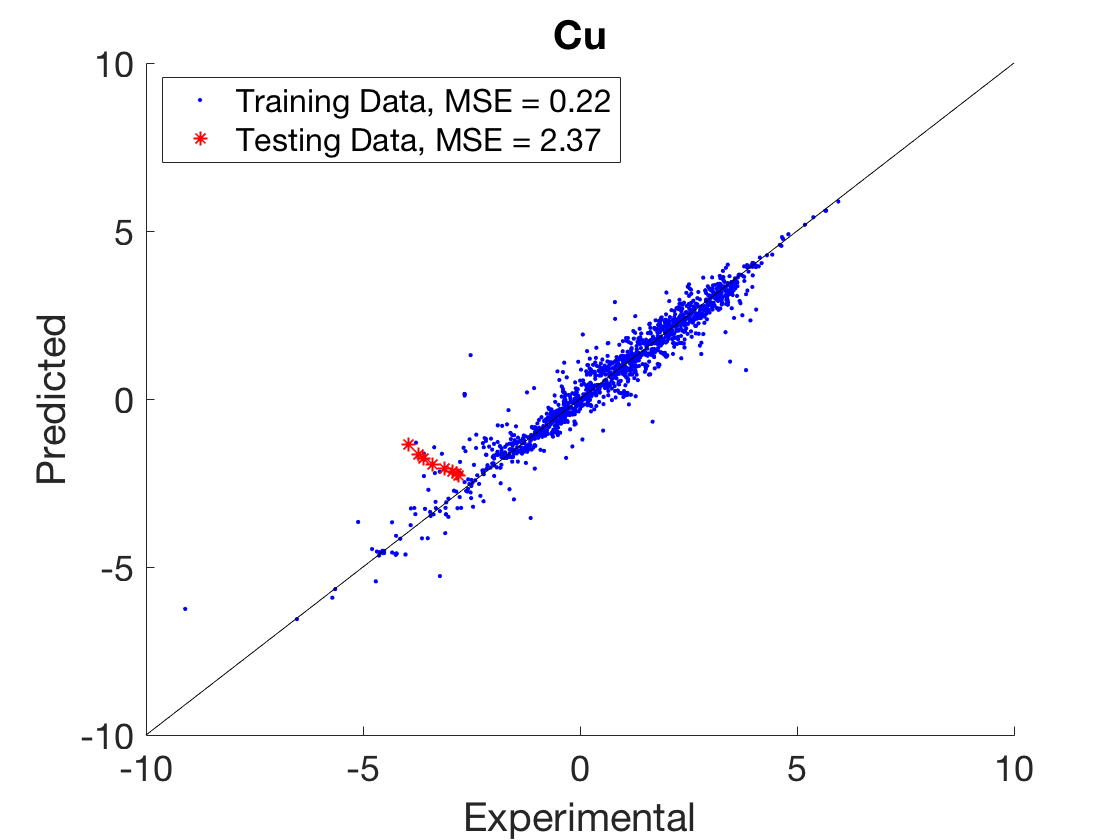 Cu
10
Training Data, MSE = 0.22
Testing Data, MSE = 2.37
5
0
-5
-10
Predicted
-10
-5
0
5
10
Experimental